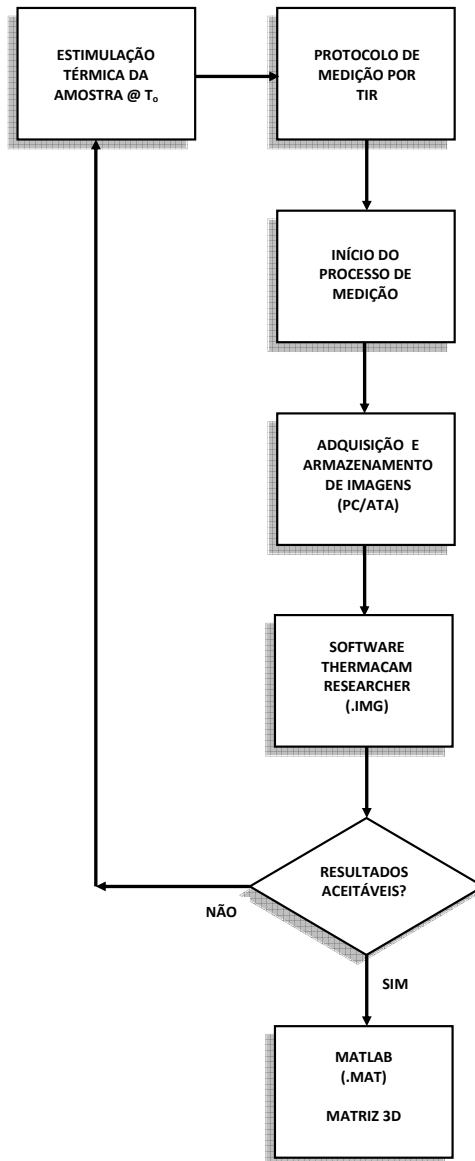 ESTIMULAÇÃO
TÉRMICA DA
AMOSTRA @ Tₒ
PROTOCOLO DE
MEDIÇÃO POR
TIR
INÍCIO DO
PROCESSO DE
MEDIÇÃO
ADQUISIÇÃO E
ARMAZENAMENTO
DE IMAGENS
(PC/ATA)
SOFTWARE
THERMACAM
RESEARCHER
(.IMG)
RESULTADOS
ACEITÁVEIS?
NÃO
SIM
MATLAB
(.MAT)
MATRIZ 3D